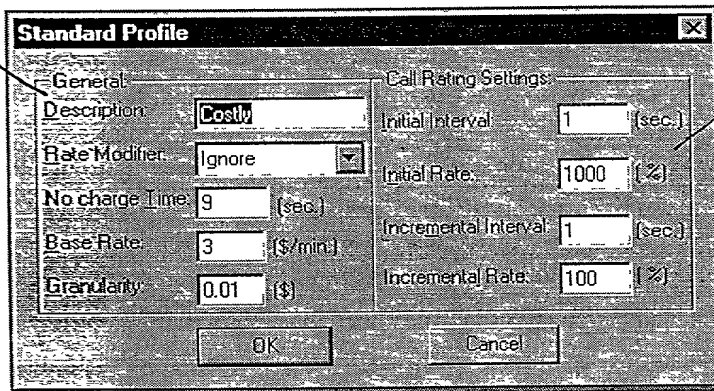 Standard Profile
General:
Description: Costly
Rate Modifier: Ignore
No charge Time: 9 (sec.)
Base Rate: 3 ($/min.)
Granularity: 0.01 ($)
Call Rating Settings:
Initial Interval: 1 (sec.)
Initial Rate: 1000 (%)
Incremental Interval: 1 (sec.)
Incremental Rate: 100 (%)
OK
Cancel